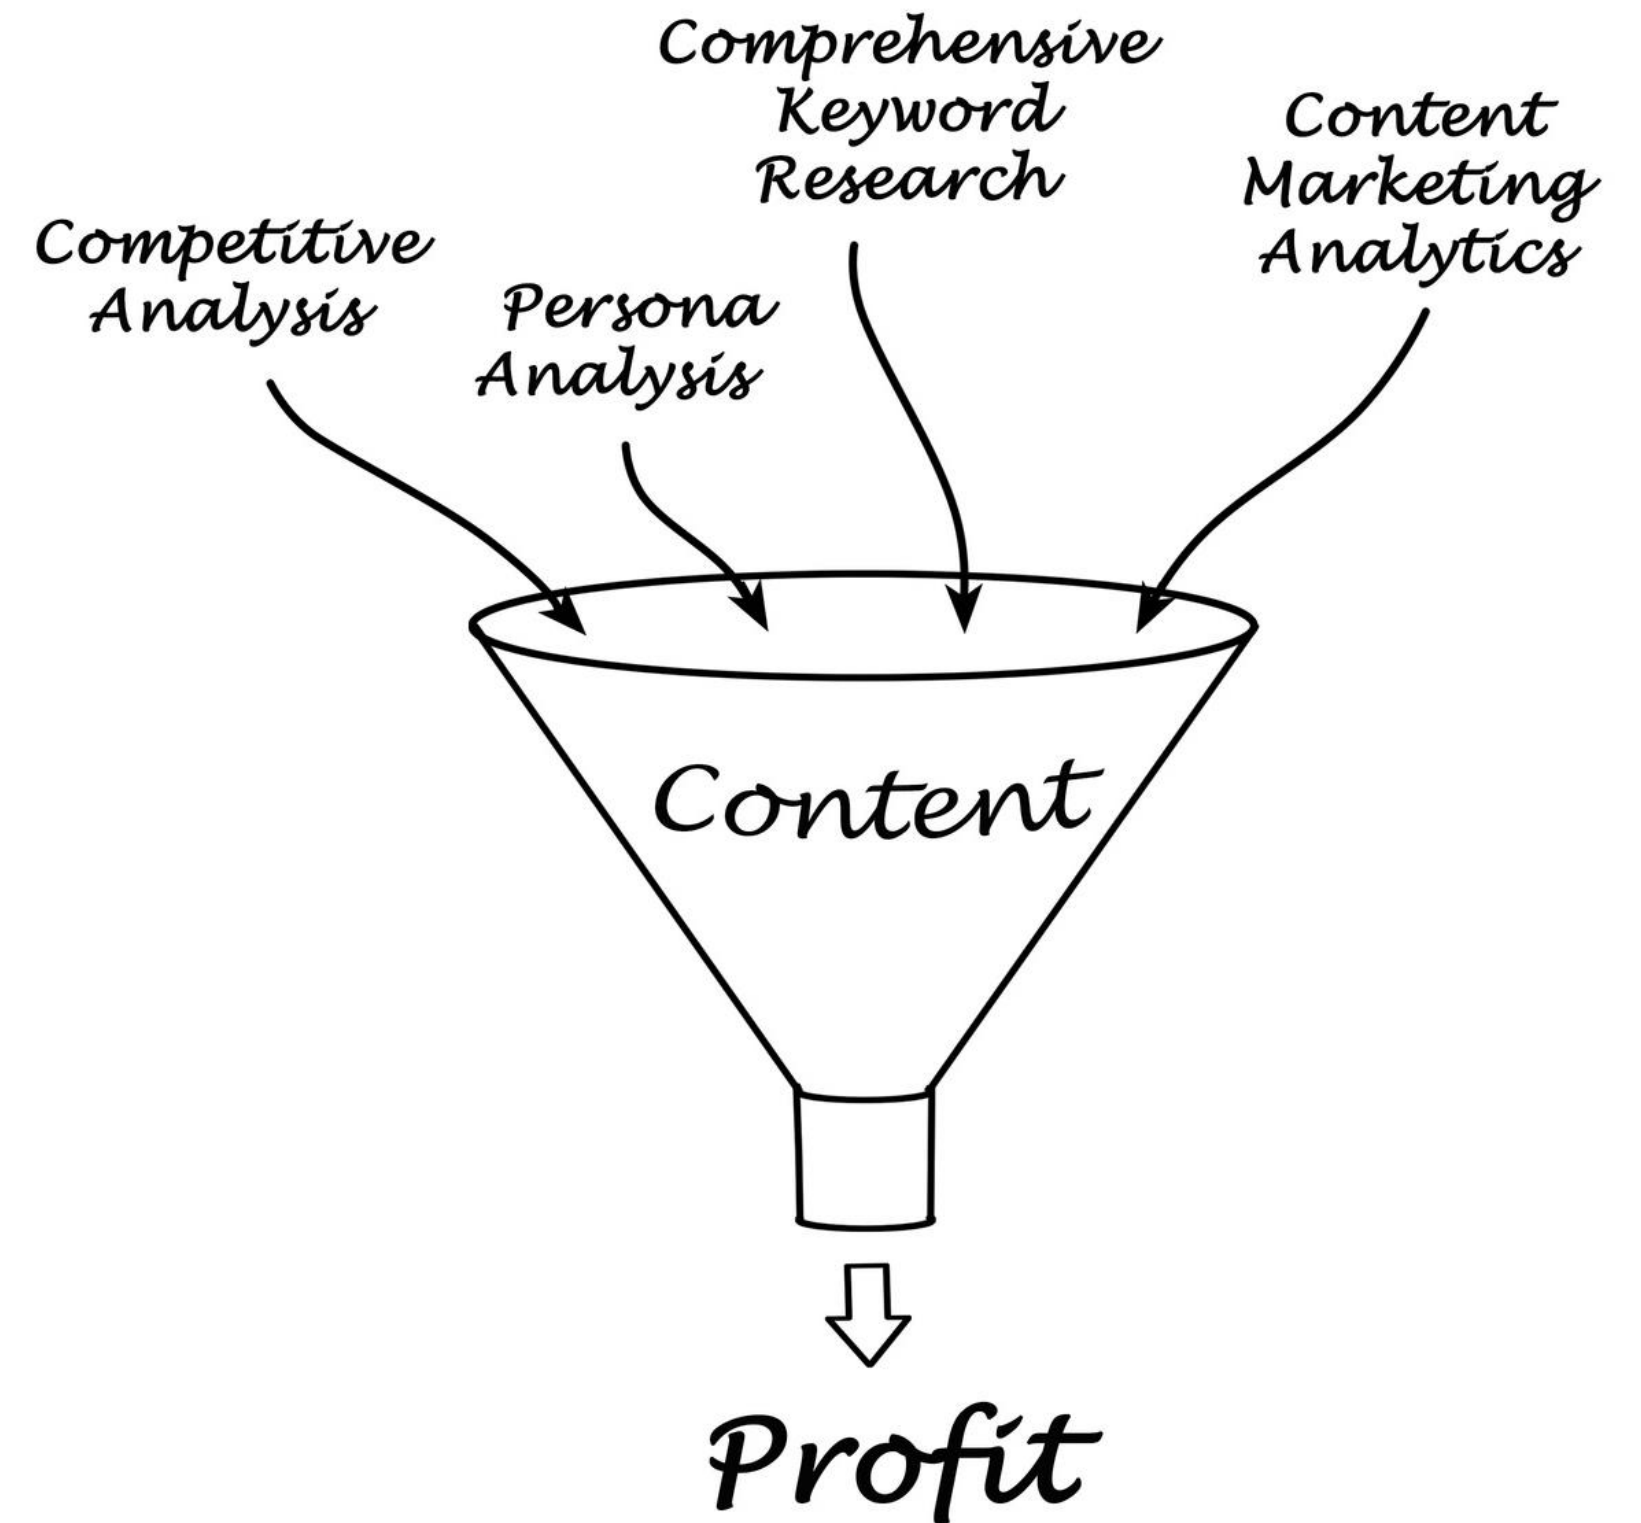 Competitive
Analysis
Persona
Analysis
Comprehensive
Keyword
Research
Content
Marketing
Analytics
Content
Profit